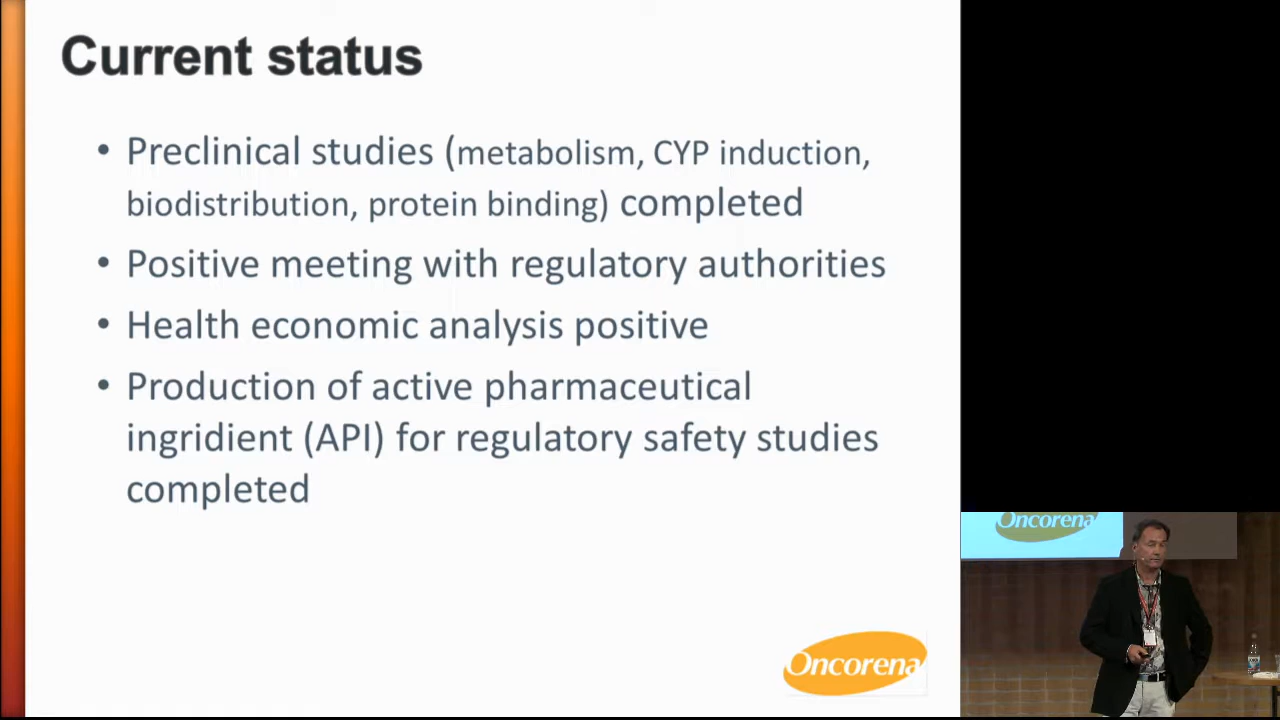 Current status
• Preclinical studies (metabolism, CYP induction,
biodistribution, protein binding) completed
• Positive meeting with regulatory authorities
• Health economic analysis positive
• Production of active pharmaceutical
ingridient (API) for regulatory safety studies
completed
Oncorena
Oncorena